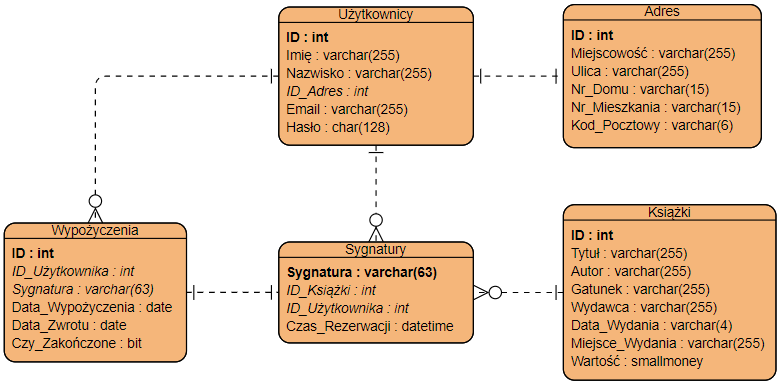 Użytkownicy
ID : int
Imię : varchar(255)
Nazwisko : varchar(255)
ID_Adres : int
Email : varchar(255)
Hasło : char(128)
Adres
ID : int
Miejscowość : varchar(255)
Ulica : varchar(255)
Nr_Domu : varchar(15)
Nr_Mieszkania : varchar(15)
Kod_Pocztowy : varchar(6)
Wypożyczenia
ID : int
ID_Użytkownika : int
Sygnatura : varchar(63)
Data_Wypożyczenia : date
Data_Zwrotu : date
Czy_Zakończone : bit
Sygnatury
Sygnatura : varchar(63)
ID_Książki : int
ID_Użytkownika : int
Czas_Rezerwacji : datetime
Książki
ID : int
Tytuł : varchar(255)
Autor : varchar(255)
Gatunek : varchar(255)
Wydawca : varchar(255)
Data_Wydania : varchar(4)
Miejsce_Wydania : varchar(255)
Wartość : smallmoney